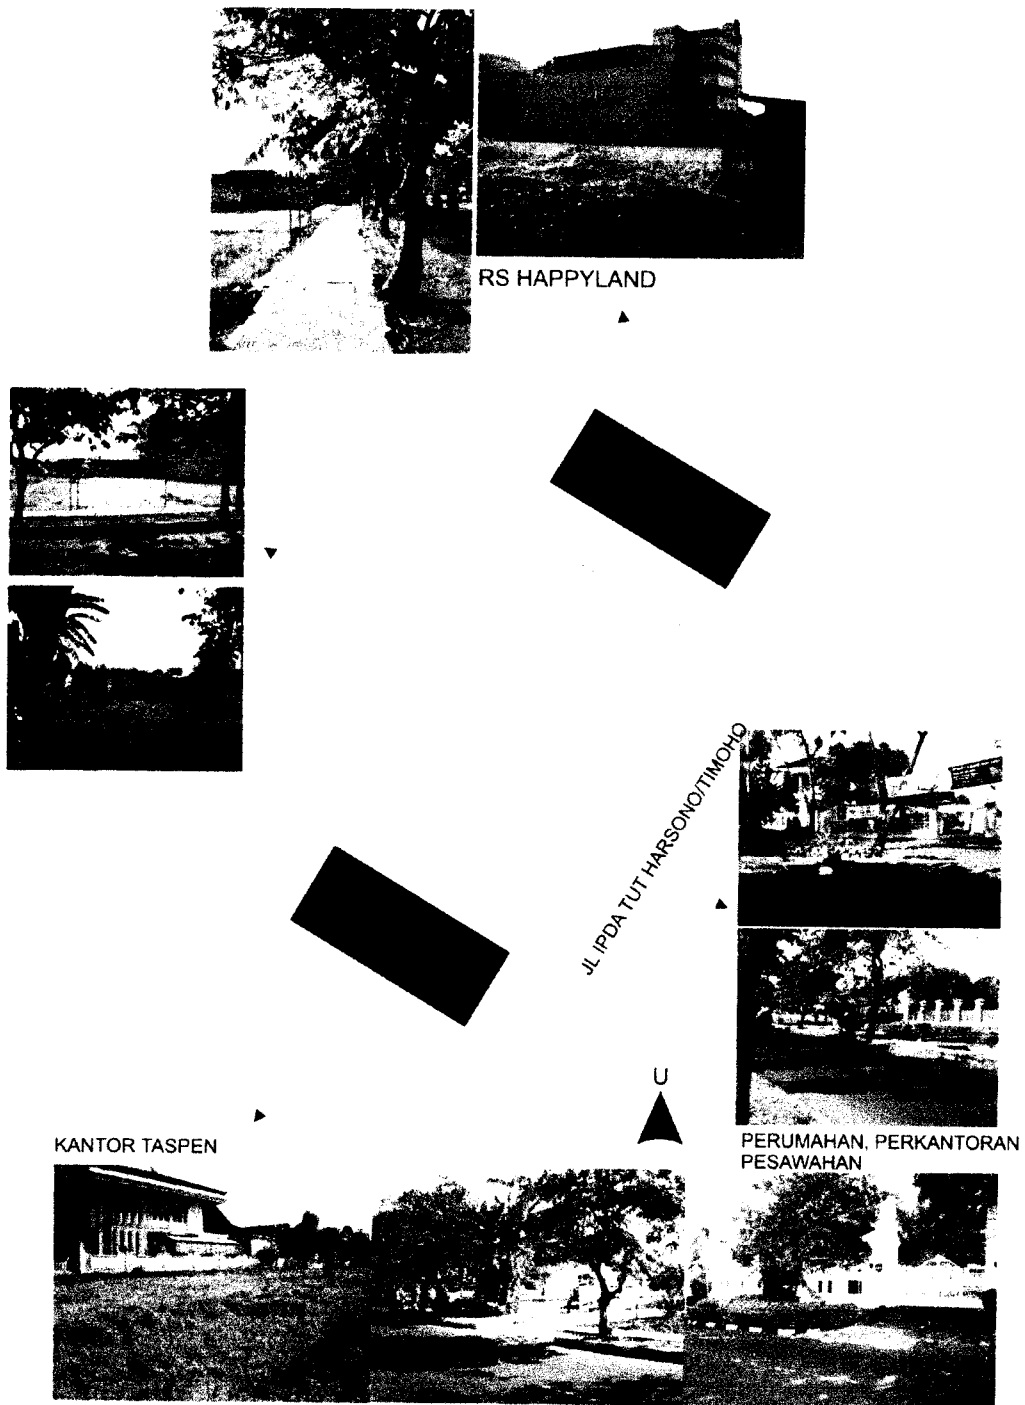 RS HAPPYLAND
JL IPDA TUT HARSONO/TIMOHO
U
KANTOR TASPEN
PERUMAHAN, PERKANTORAN
PESAWAHAN